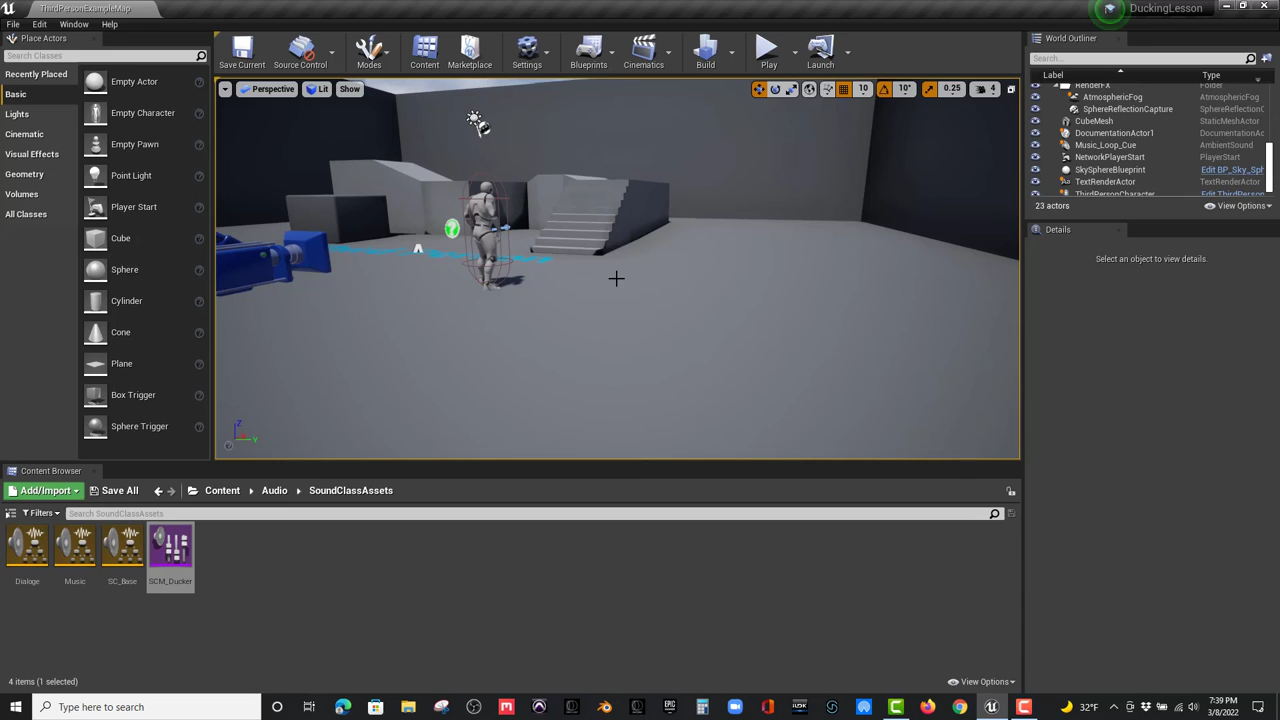 ThirdPersonExampleMap
DuckingLesson
File Edit Window Help
Place Actors
Search Classes
Recently Placed
Basic
Lights
Cinematic
Visual Effects
Geometry
Volumes
All Classes
Empty Actor
Empty Character
Empty Pawn
Point Light
Player Start
Cube
Sphere
Cylinder
Cone
Plane
Box Trigger
Sphere Trigger
Save Current
Source Control
Modes
Content
Marketplace
Settings
Blueprints
Cinematics
Build
Play
Launch
Perspective Lit Show
10 10° 0.25 4
Z
Y
World Outliner
Search...
Label Type
RenderFX Folder
AtmosphericFog AtmosphericFog
SphereReflectionCapture SphereReflectionC
CubeMesh StaticMeshActor
DocumentationActor1 DocumentationAc
Music_Loop_Cue AmbientSound
NetworkPlayerStart PlayerStart
SkySphereBlueprint Edit BP_Sky_Sph
TextRenderActor TextRenderActor
ThirdPersonCharacter Edit ThirdPerson
23 actors View Options
Details
Select an object to view details.
Content Browser
Add/Import Save All Content Audio SoundClassAssets
Filters Search SoundClassAssets
Dialoge
Music
SC_Base
SCM_Ducker
4 items (1 selected) View Options
Type here to search
32°F
7:39 PM
3/8/2022